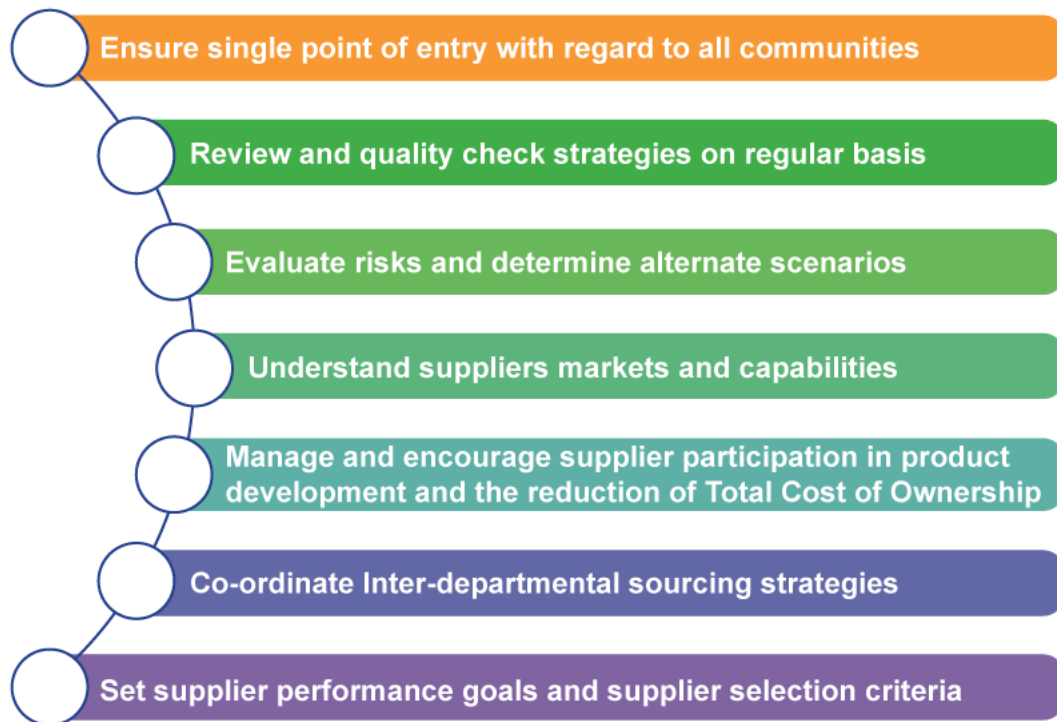 Ensure single point of entry with regard to all communities
Review and quality check strategies on regular basis
Evaluate risks and determine alternate scenarios
Understand suppliers markets and capabilities
Manage and encourage supplier participation in product
development and the reduction of Total Cost of Ownership
Co-ordinate Inter-departmental sourcing strategies
Set supplier performance goals and supplier selection criteria